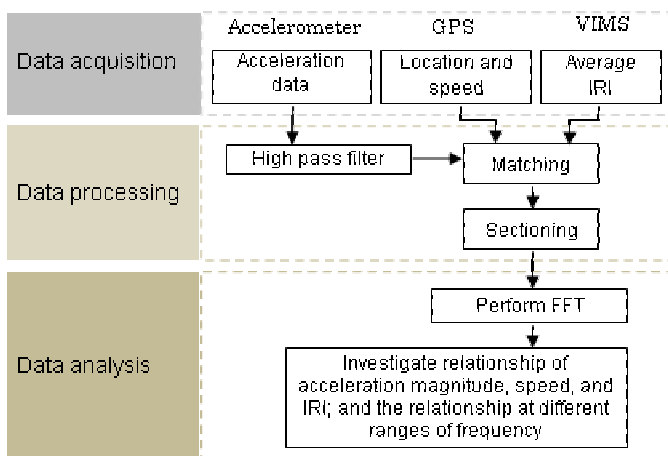 Accelerometer GPS VIMS
Data acquisition
Acceleration
data
Location and
speed
Average
IRI
Data processing
High pass filter
Matching
Sectioning
Data analysis
Perform FFT
Investigate relationship of
acceleration magnitude, speed, and
IRI; and the relationship at different
ranges of frequency